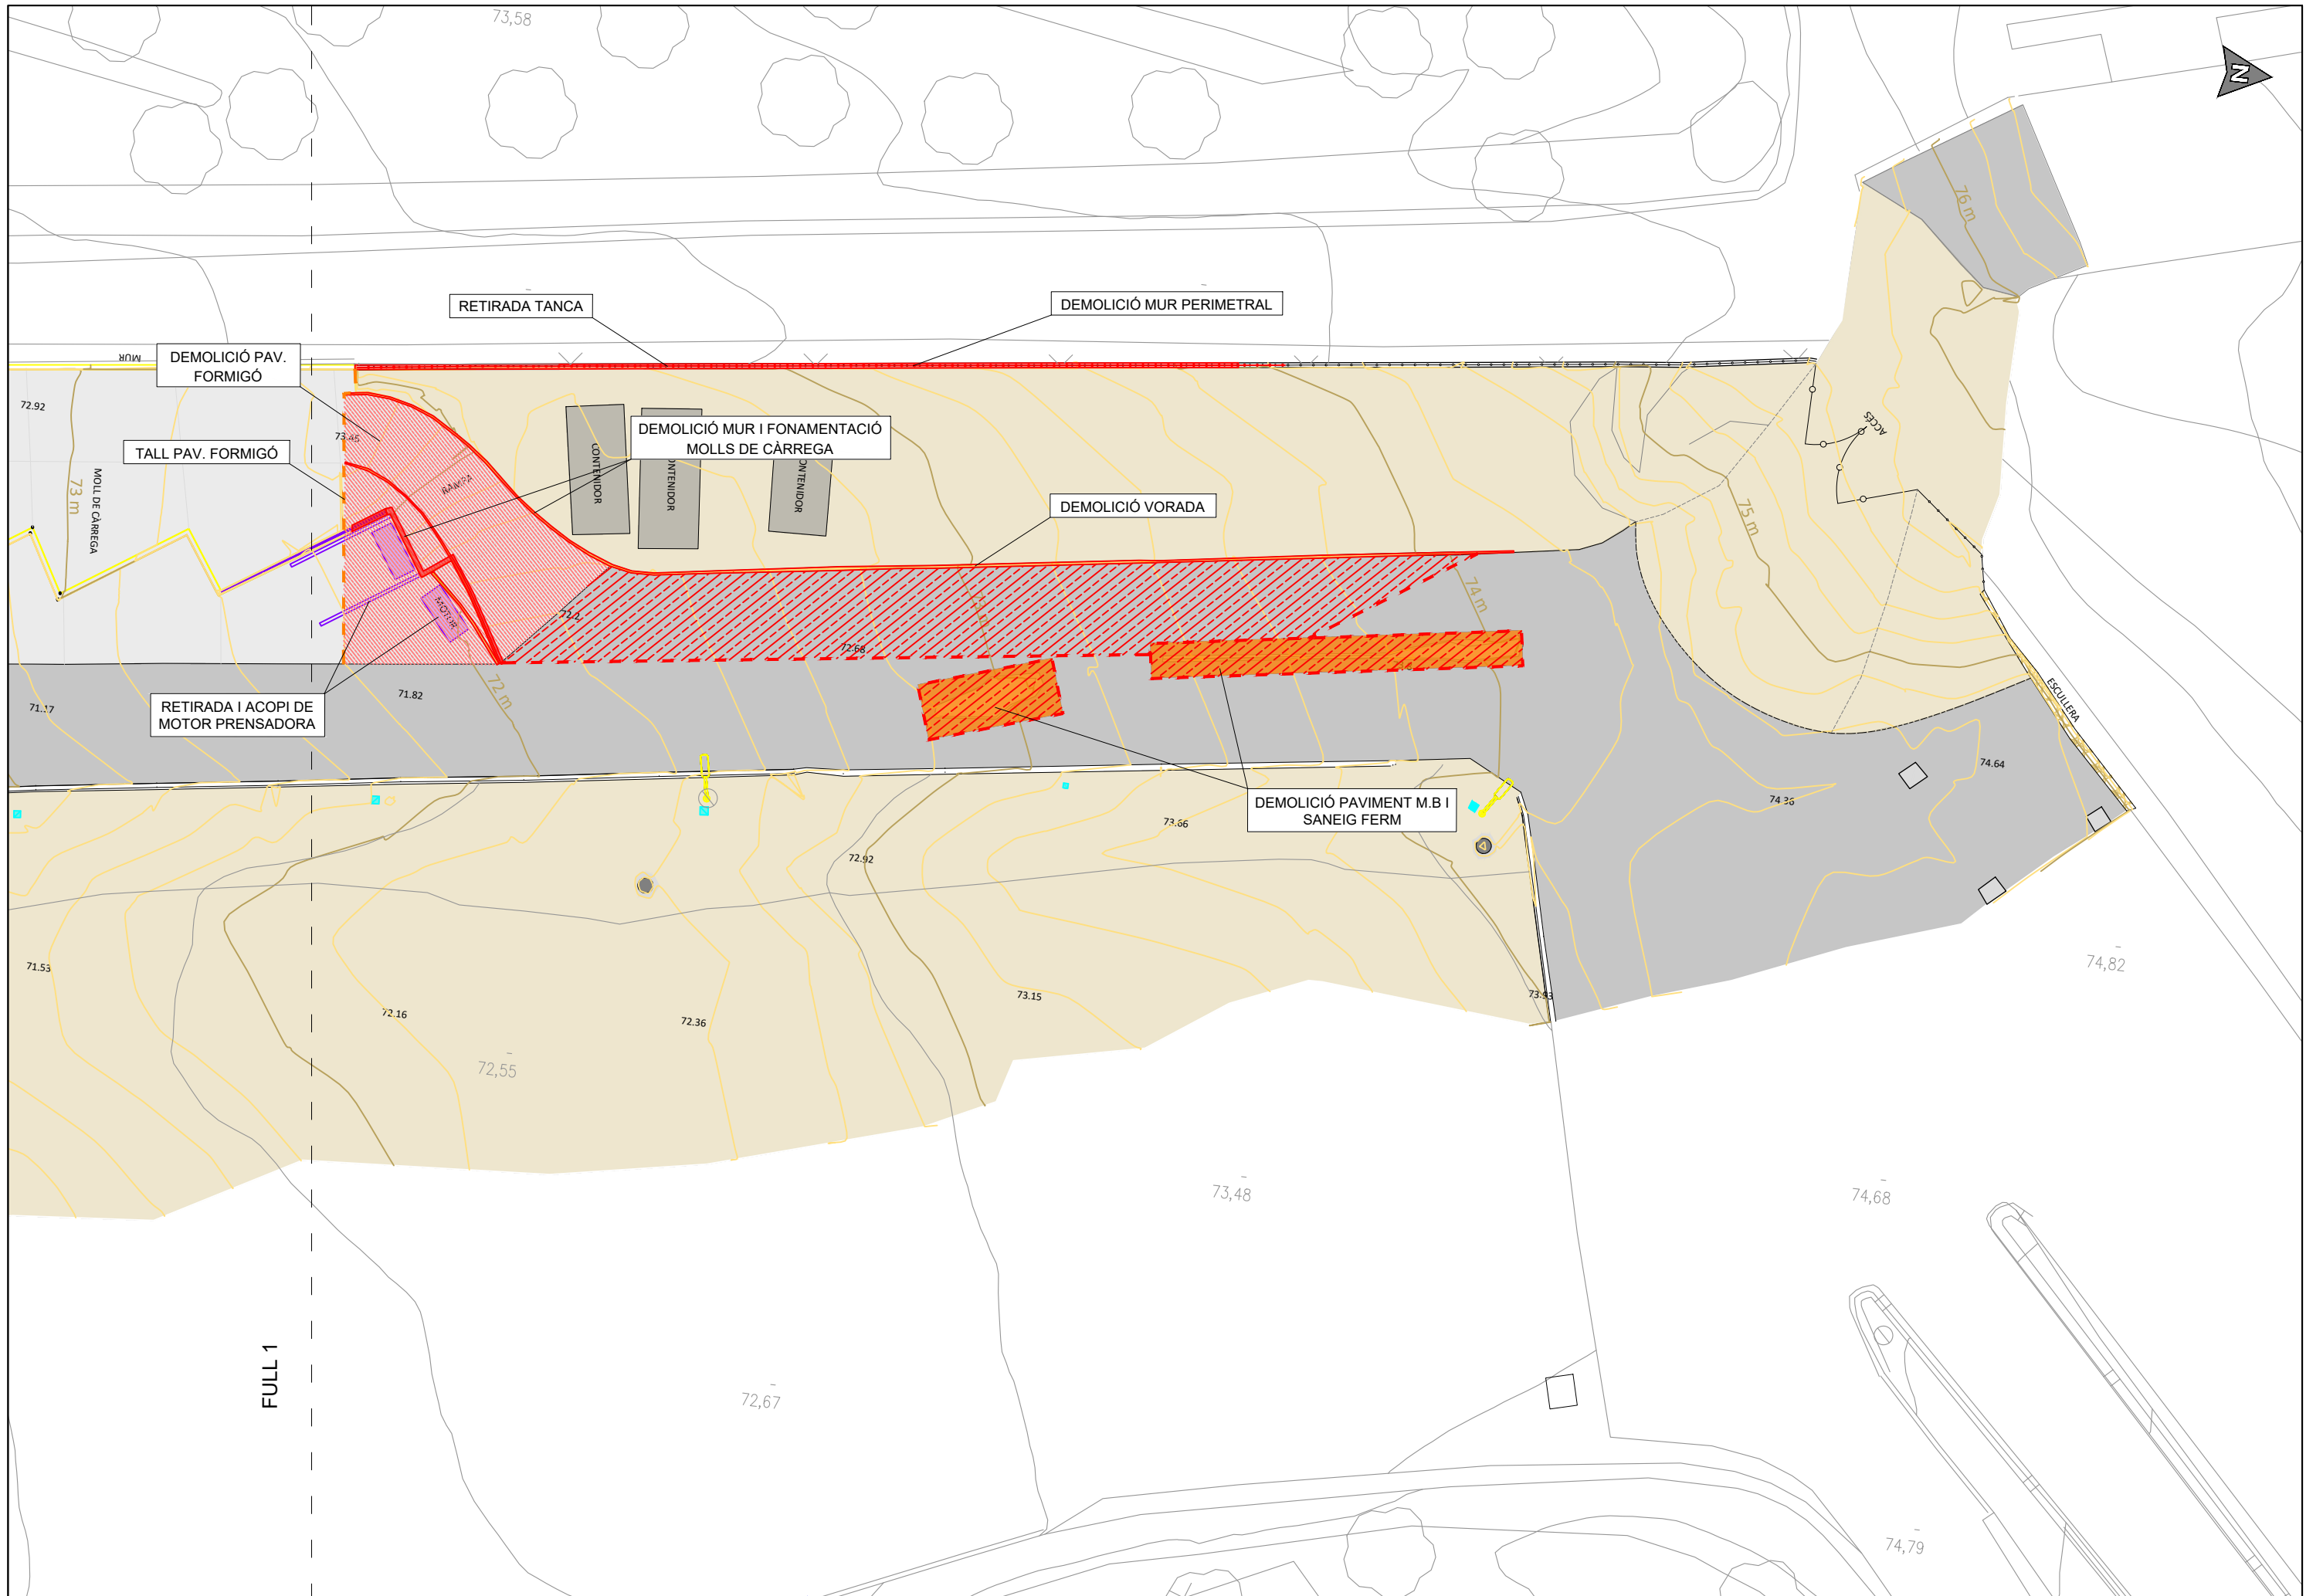 73,58
N
RETIRADA TANCA
DEMOLICIÓ MUR PERIMETRAL
76 m
MUR
DEMOLICIÓ PAV.
FORMIGÓ
72.92
73.45
DEMOLICIÓ MUR I FONAMENTACIÓ
MOLLS DE CÀRREGA
ACCÉS
TALL PAV. FORMIGÓ
73 m
MOLL DE CÀRREGA
RAMPA
CONTENIDOR
ONTENIDOR
ONTENIDOR
DEMOLICIÓ VORADA
75 m
74 m
MOTOR
72.2
72.68
72 m
71.82
RETIRADA I ACOPI DE
MOTOR PRENSADORA
ESCULLERA
74.64
74.36
DEMOLICIÓ PAVIMENT M.B I
SANEIG FERM
73.66
72.92
71.53
73.15
73.93
74,82
72.16
72.36
72,55
73,48
74,68
FULL 1
72,67
74,79